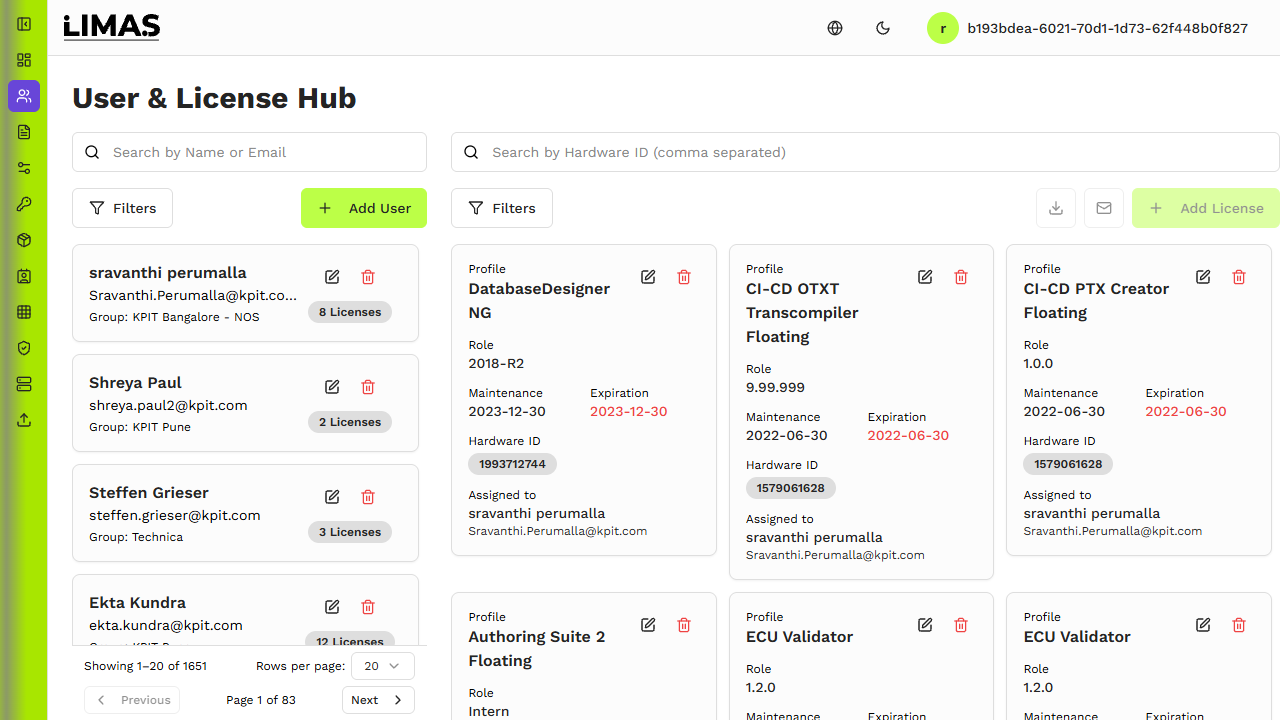 LIMAS
r
b193bdea-6021-70d1-1d73-62f448b0f827
User & License Hub
Search by Name or Email
Filters
Add User
sravanthi perumalla
Sravanthi.Perumalla@kpit.co...
Group: KPIT Bangalore - NOS
8 Licenses
Shreya Paul
shreya.paul2@kpit.com
Group: KPIT Pune
2 Licenses
Steffen Grieser
steffen.grieser@kpit.com
Group: Technica
3 Licenses
Ekta Kundra
ekta.kundra@kpit.com
12 Licenses
Showing 1–20 of 1651
Rows per page: 20
Previous
Page 1 of 83
Next
Search by Hardware ID (comma separated)
Filters
Add License
Profile
DatabaseDesigner
NG
Role
2018-R2
Maintenance Expiration
2023-12-30 2023-12-30
Hardware ID
1993712744
Assigned to
sravanthi perumalla
Sravanthi.Perumalla@kpit.com
Profile
CI-CD OTXT
Transcompiler
Floating
Role
9.99.999
Maintenance Expiration
2022-06-30 2022-06-30
Hardware ID
1579061628
Assigned to
sravanthi perumalla
Sravanthi.Perumalla@kpit.com
Profile
CI-CD PTX Creator
Floating
Role
1.0.0
Maintenance Expiration
2022-06-30 2022-06-30
Hardware ID
1579061628
Assigned to
sravanthi perumalla
Sravanthi.Perumalla@kpit.com
Profile
Authoring Suite 2
Floating
Role
Intern
Profile
ECU Validator
Role
1.2.0
Maintenance Expiration
Profile
ECU Validator
Role
1.2.0
Maintenance Expiration